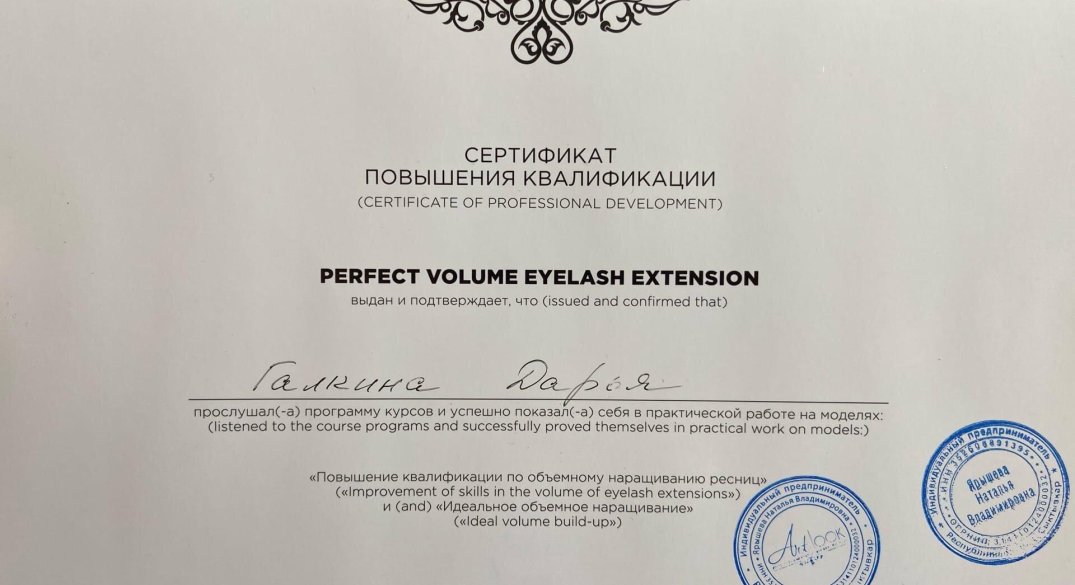 СЕРТИФИКАТ
ПОВЫШЕНИЯ КВАЛИФИКАЦИИ
(CERTIFICATE OF PROFESSIONAL DEVELOPMENT)
PERFECT VOLUME EYELASH EXTENSION
выдан и подтверждает, что (issued and confirmed that)
Галкина Дарья
прослушал(-а) программу курсов и успешно показал(-а) себя в практической работе на моделях:
(listened to the course programs and successfully proved themselves in practical work on models:)
«Повышение квалификации по объемному наращиванию ресниц»
(«Improvement of skills in the volume of eyelash extensions»)
и (and) «Идеальное объемное наращивание»
(«Ideal volume build-up»)
Индивидуальный предприниматель
Ярышева Наталья Владимировна
Art look
Индивидуальный предприниматель
Ярышева
Наталья
Владимировна